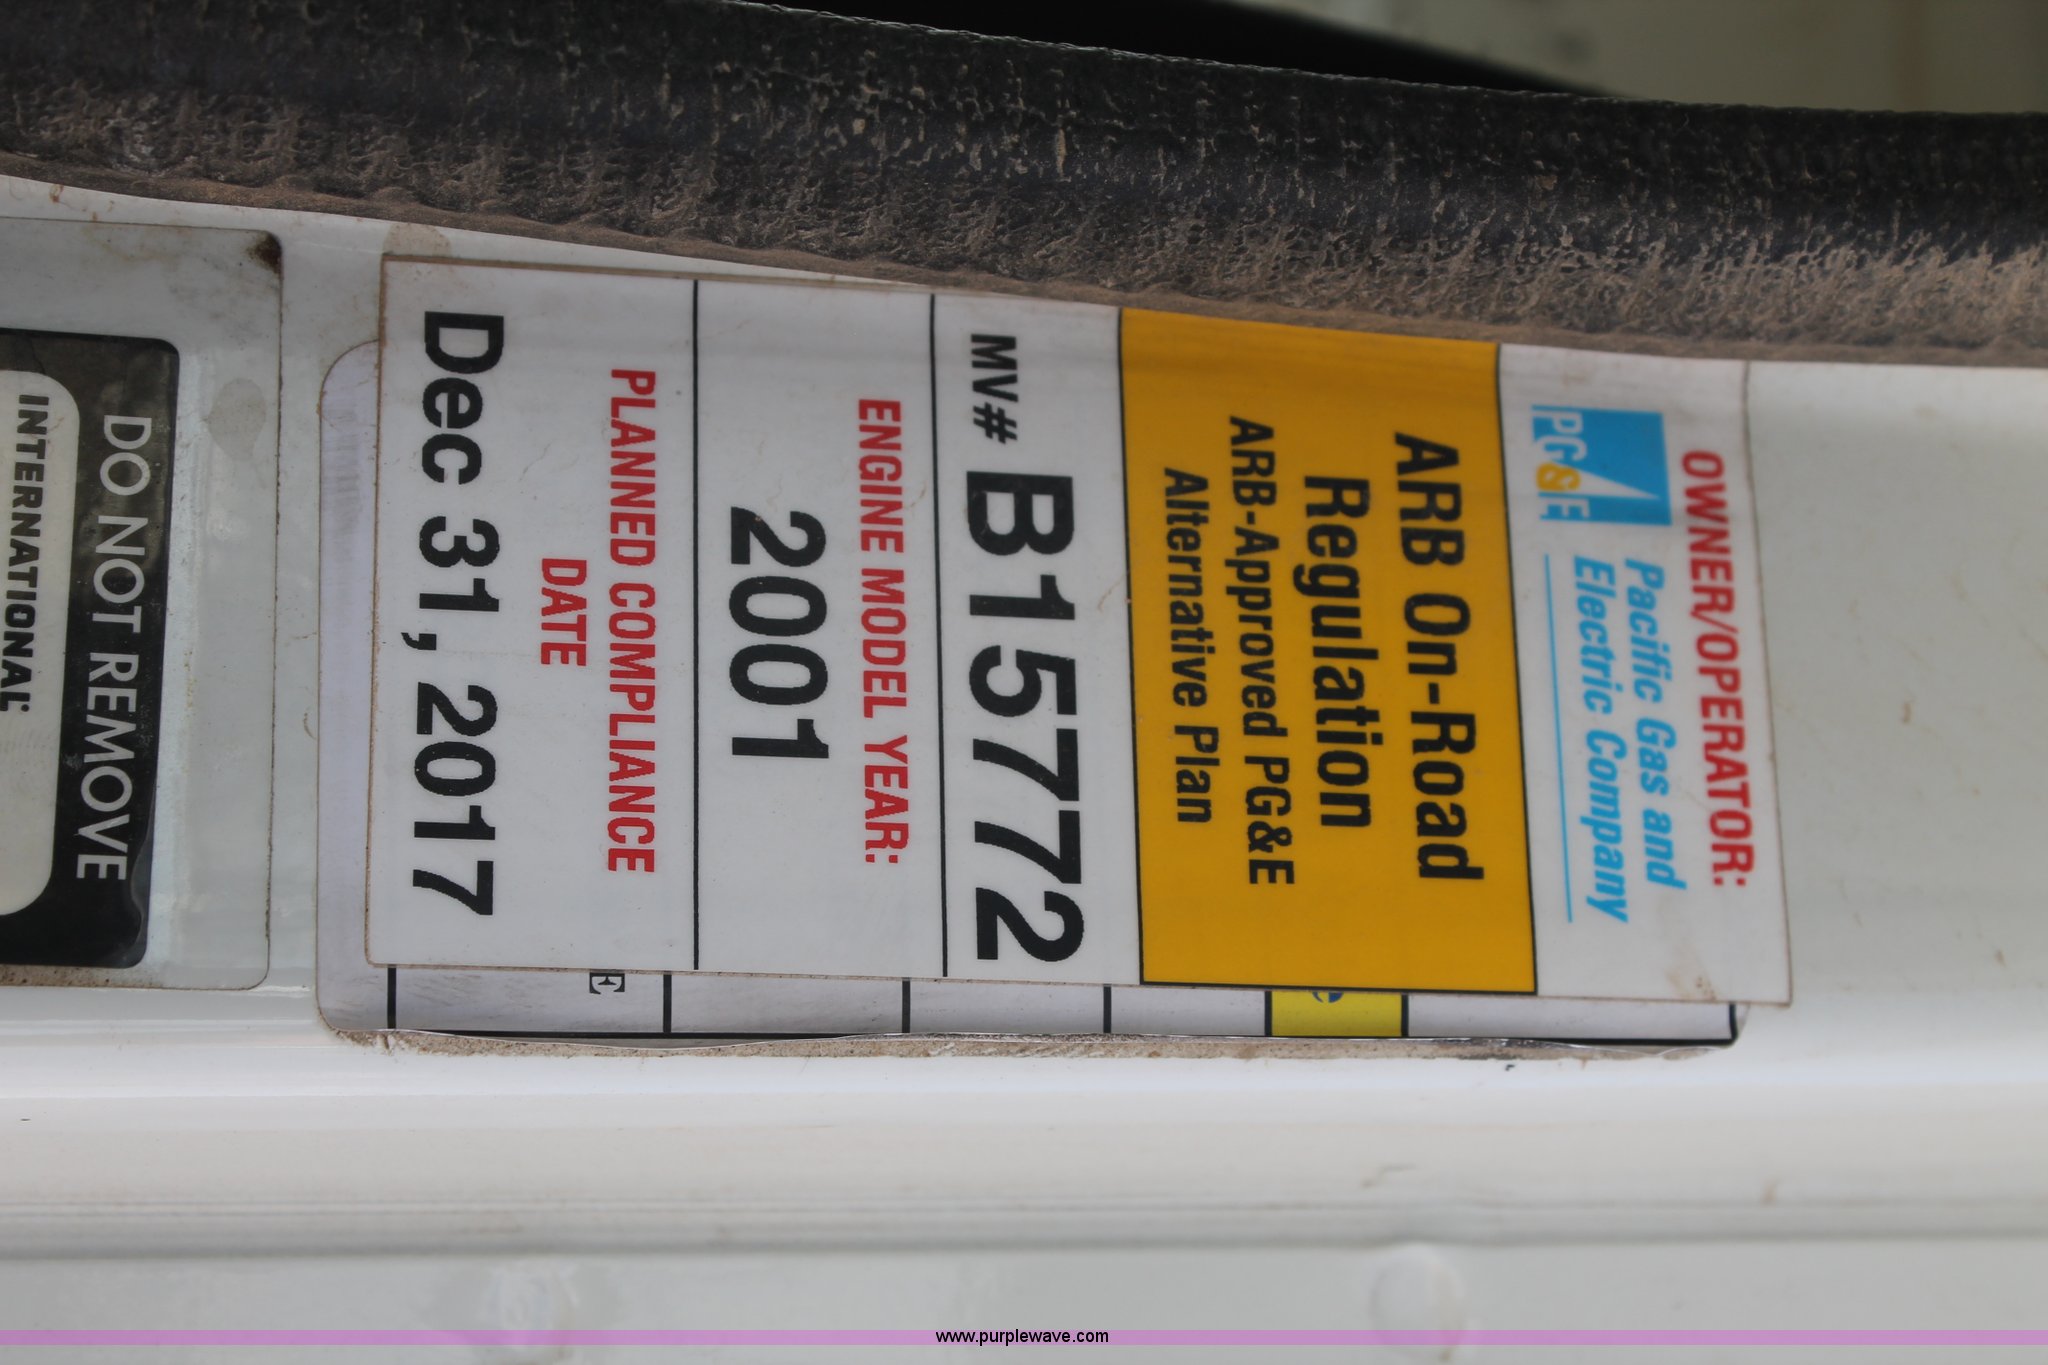 OWNER/OPERATOR:
PG&E
Pacific Gas and
Electric Company
ARB On-Road
Regulation
ARB-Approved PG&E
Alternative Plan
MV# B15772
ENGINE MODEL YEAR:
2001
PLANNED COMPLIANCE
DATE
Dec 31, 2017
E
e
DO NOT REMOVE
INTERNATIONAL
www.purplewave.com